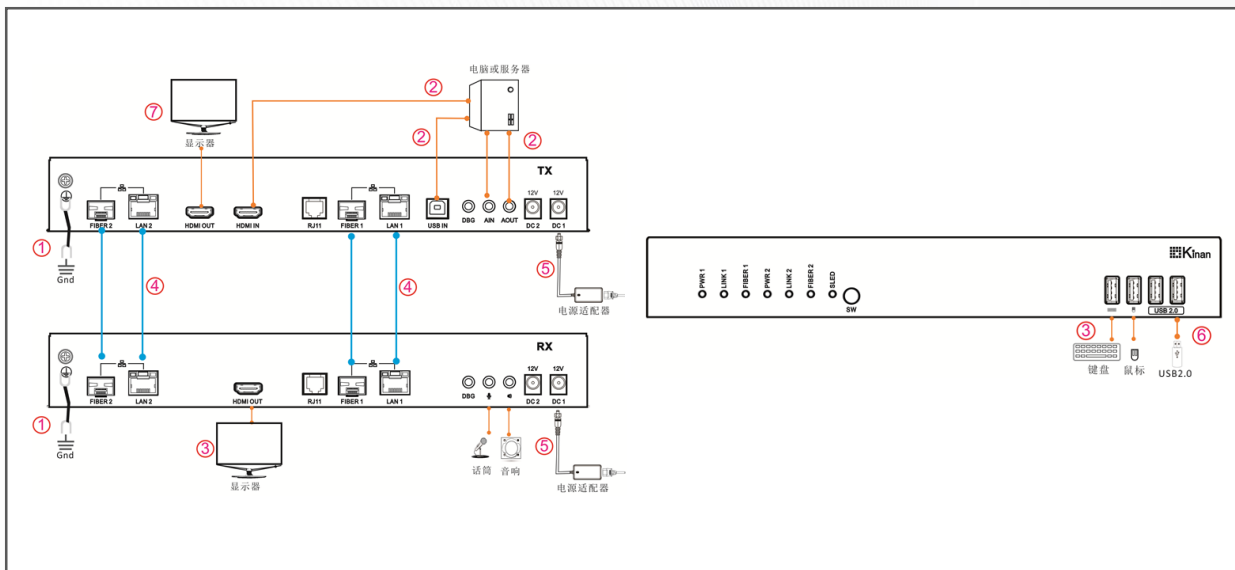 电脑或服务器
②
⑦
②
②
显示器
TX
12V
12V
FIBER 2
LAN 2
HDMI OUT
HDMI IN
RJ11
FIBER 1
LAN 1
USB IN
DBG
AIN
AOUT
DC 2
DC 1
①
Gnd
④
④
⑤
电源适配器
RX
12V
12V
FIBER 2
LAN 2
HDMI OUT
RJ11
FIBER 1
LAN 1
DBG
DC 2
DC 1
①
Gnd
③
显示器
话筒
音响
⑤
电源适配器
KInan
PWR 1
LINK 1
FIBER 1
PWR 2
LINK 2
FIBER 2
SLED
SW
USB 2.0
③
键盘
鼠标
⑥
USB2.0